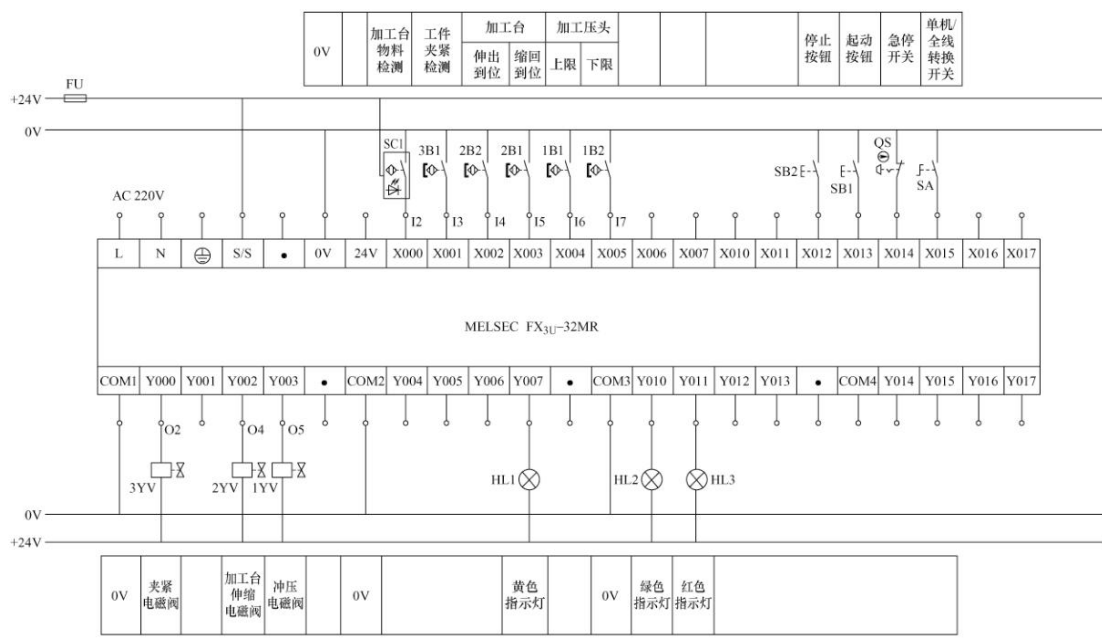 0V
加工台
物料
检测
工件
夹紧
检测
加工台
伸出
到位
缩回
到位
加工压头
上限
下限
停止
按钮
起动
按钮
急停
开关
单机/
全线
转换
开关
FU
+24V
0V
SC1
3B1
2B2
2B1
1B1
1B2
SB2
SB1
QS
SA
AC 220V
I2
I3
I4
I5
I6
I7
L N S/S • 0V 24V X000 X001 X002 X003 X004 X005 X006 X007 X010 X011 X012 X013 X014 X015 X016 X017
MELSEC FX3U-32MR
COM1 Y000 Y001 Y002 Y003 • COM2 Y004 Y005 Y006 Y007 • COM3 Y010 Y011 Y012 Y013 • COM4 Y014 Y015 Y016 Y017
O2
O4
O5
3YV
2YV
1YV
HL1
HL2
HL3
0V
+24V
0V
夹紧
电磁阀
加工台
伸缩
电磁阀
冲压
电磁阀
0V
黄色
指示灯
0V
绿色
指示灯
红色
指示灯